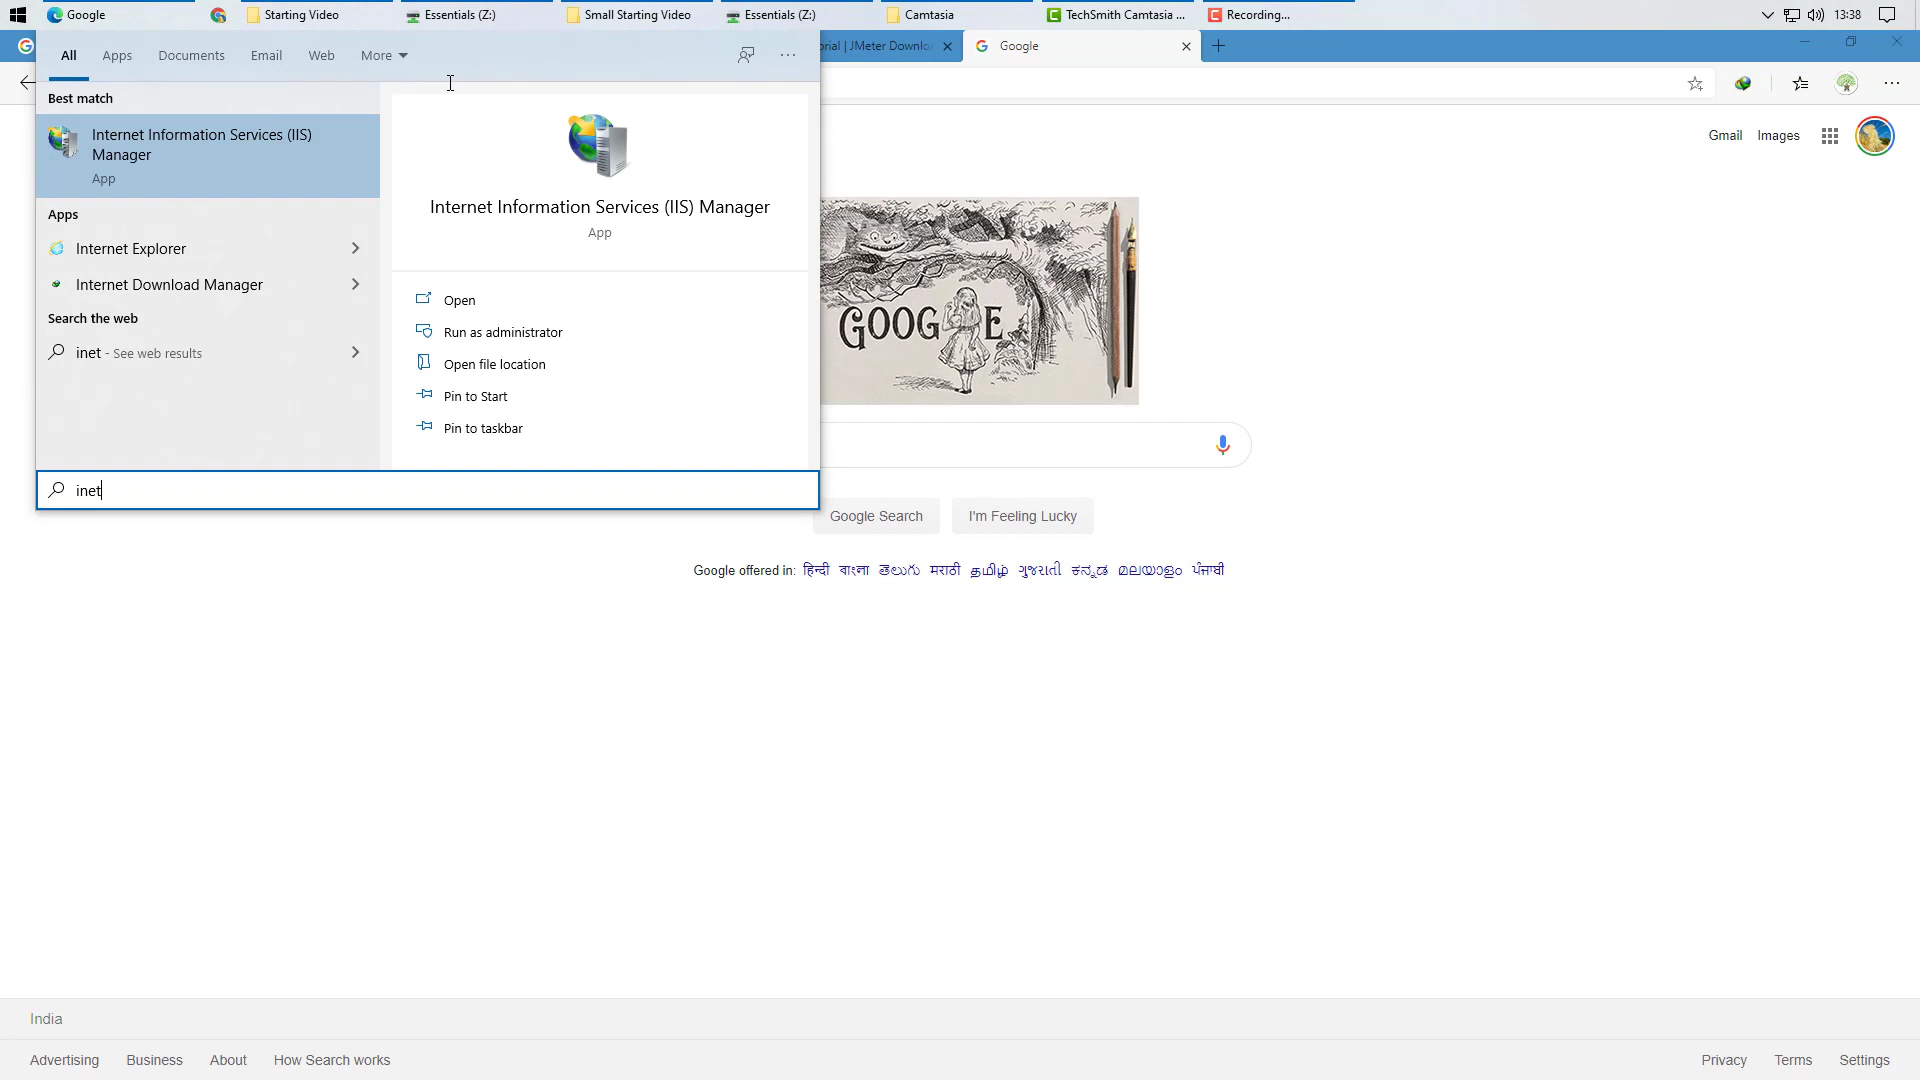 Google
Starting Video
Essentials (Z:)
Small Starting Video
Essentials (Z:)
Camtasia
TechSmith Camtasia ...
Recording...
13:38
All
Apps
Documents
Email
Web
More
orial | JMeter Downlo
Google
Best match
Internet Information Services (IIS)
Manager
App
Apps
Internet Explorer
Internet Download Manager
Search the web
inet - See web results
Internet Information Services (IIS) Manager
App
Open
Run as administrator
Open file location
Pin to Start
Pin to taskbar
inet
Gmail
Images
GOOG E
Google Search
I'm Feeling Lucky
Google offered in: हिन्दी বাংলা తెలుగు मराठी தமிழ் ગુજરાતી ಕನ್ನಡ മലയാളം ਪੰਜਾਬੀ
India
Advertising
Business
About
How Search works
Privacy
Terms
Settings